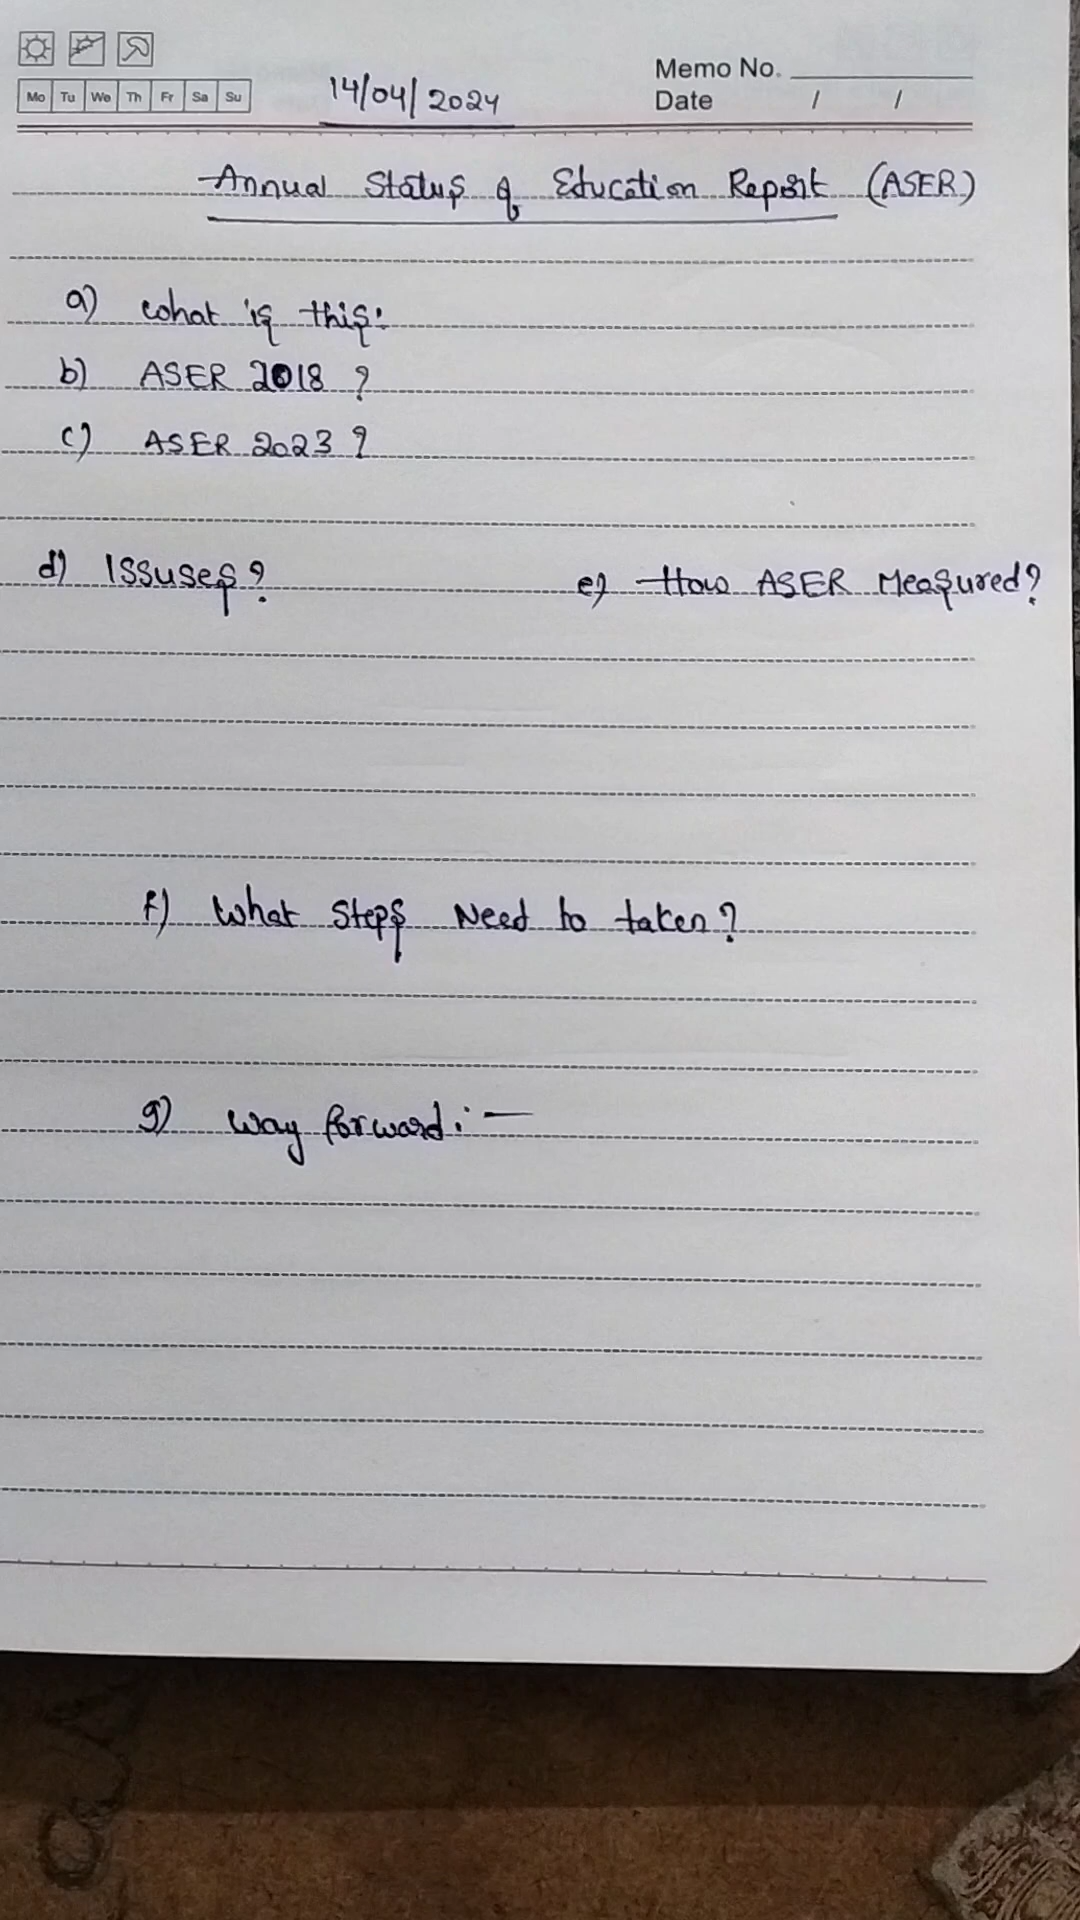 Memo No.
Mo Tu We Th Fr Sa Su
14/04/2024
Date / /
Annual Status of Education Report (ASER)
a) what is this:
b) ASER 2018 ?
c) ASER 2023 ?
d) Issuses?
e) How ASER Measured?
f) What Steps Need to taken?
g) Way forward : —